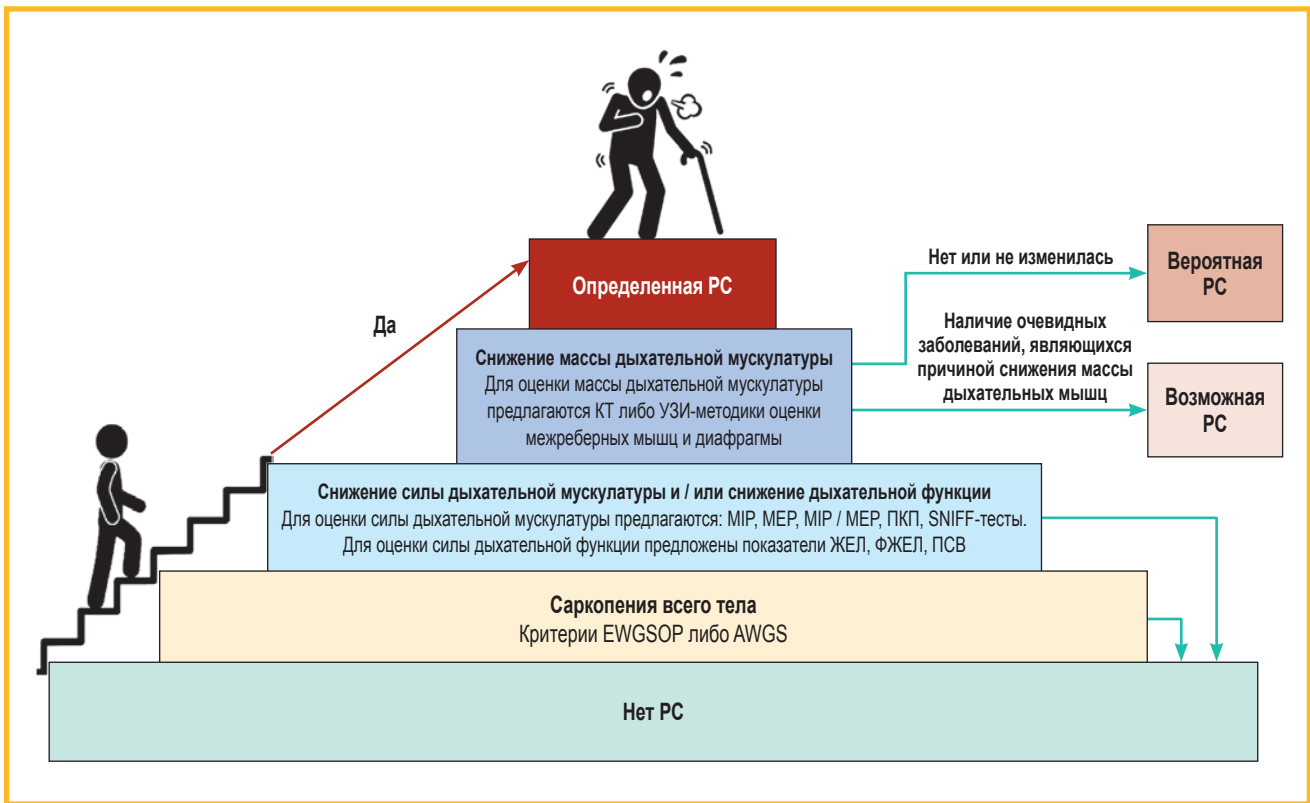 Определенная РС
Да
Нет или не изменилась
Вероятная
РС
Снижение массы дыхательной мускулатуры
Для оценки массы дыхательной мускулатуры
предлагаются КТ либо УЗИ-методики оценки
межреберных мышц и диафрагмы
Наличие очевидных
заболеваний, являющихся
причиной снижения массы
дыхательных мышц
Возможная
РС
Снижение силы дыхательной мускулатуры и / или снижение дыхательной функции
Для оценки силы дыхательной мускулатуры предлагаются: MIP, MEP, MIP / MEP, ПКП, SNIFF-тесты.
Для оценки силы дыхательной функции предложены показатели ЖЕЛ, ФЖЕЛ, ПСВ
Саркопения всего тела
Критерии EWGSOP либо AWGS
Нет РС